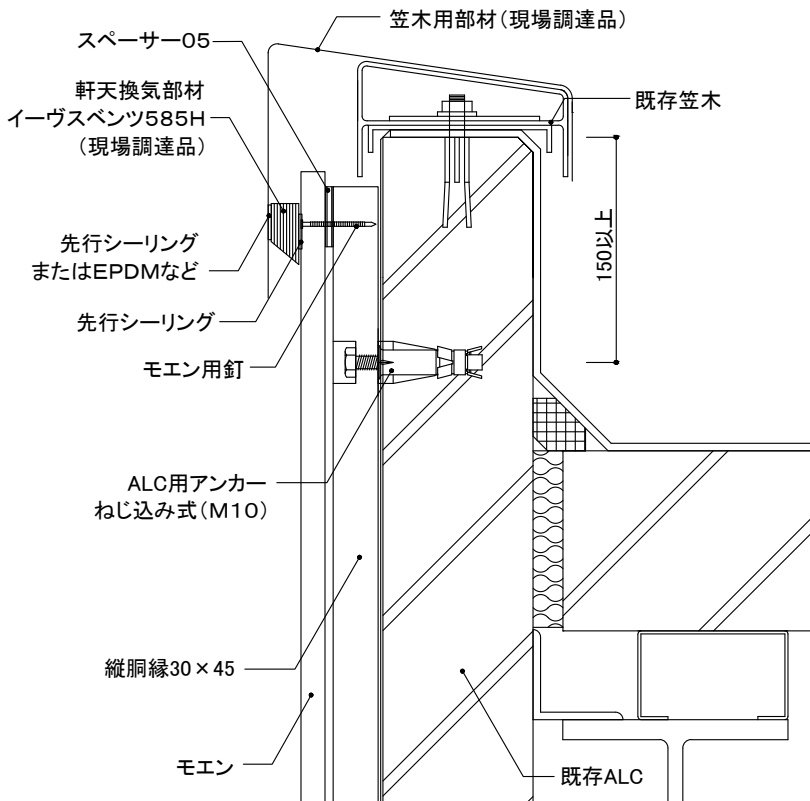 笠木用部材（現場調達品）
スペーサー05
軒天換気部材
イーヴスベンツ585H
（現場調達品）
既存笠木
150以上
先行シーリング
またはEPDMなど
先行シーリング
モエン用釘
ALC用アンカー
ねじ込み式（M10）
縦胴縁30×45
モエン
既存ALC